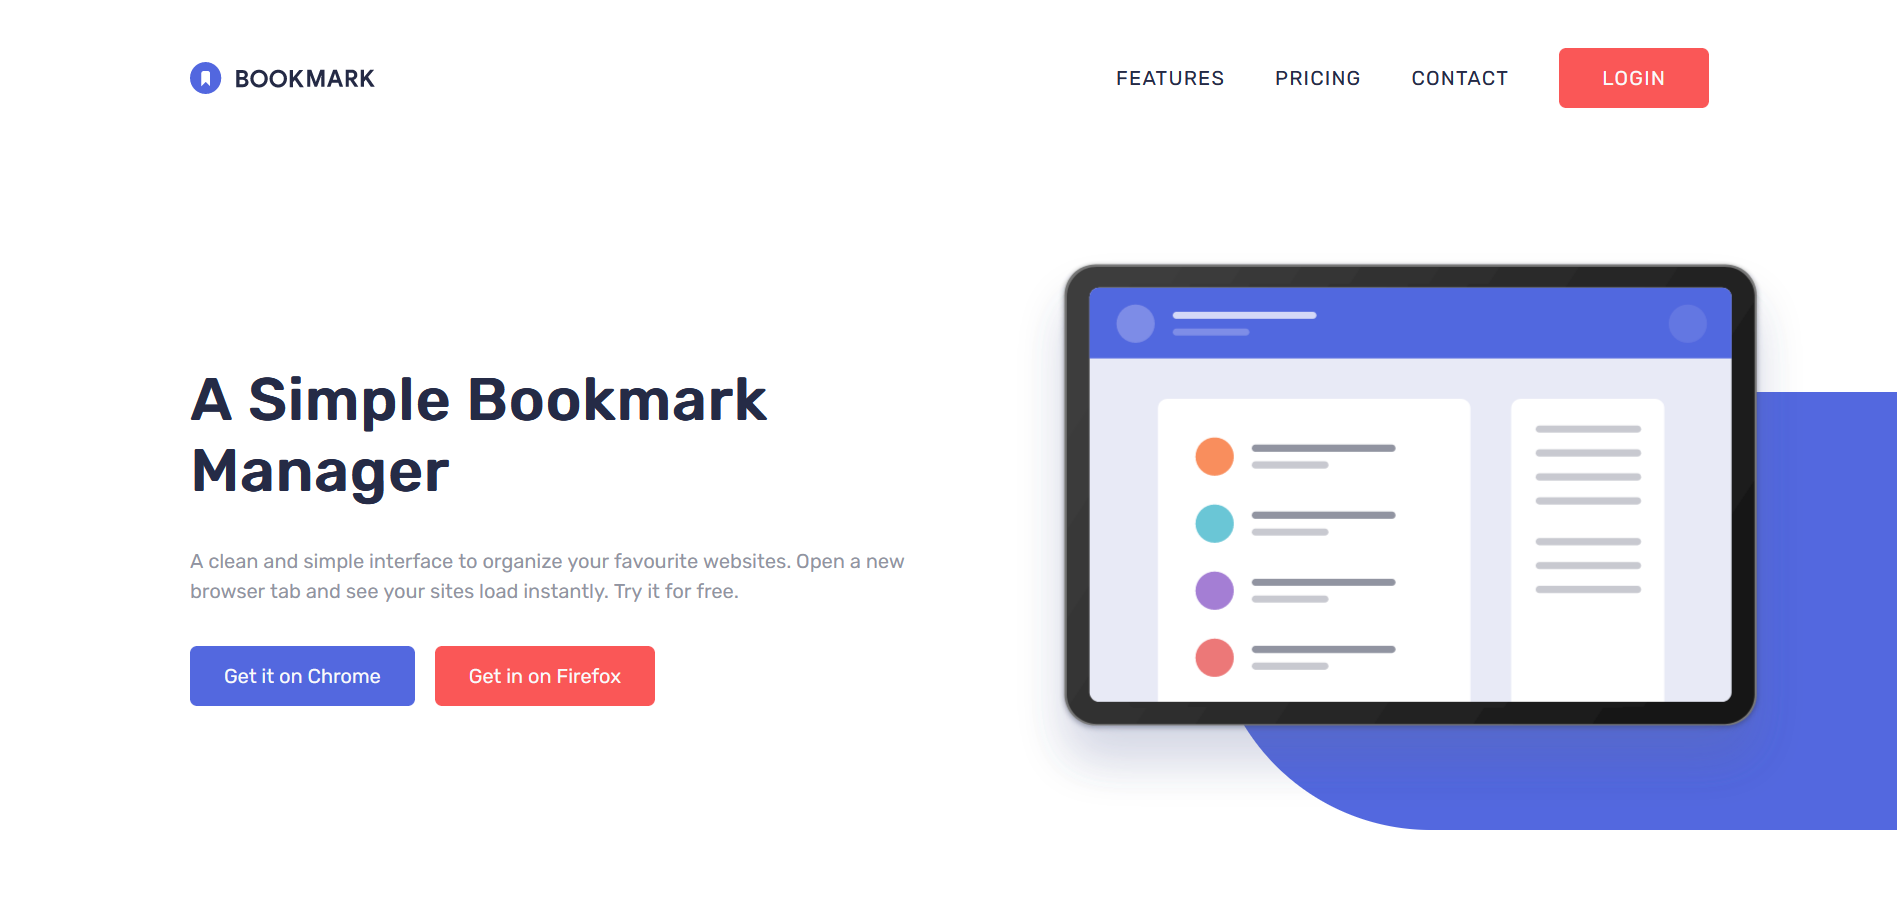 BOOKMARK
FEATURES PRICING CONTACT LOGIN
A Simple Bookmark
Manager
A clean and simple interface to organize your favourite websites. Open a new
browser tab and see your sites load instantly. Try it for free.
Get it on Chrome Get in on Firefox